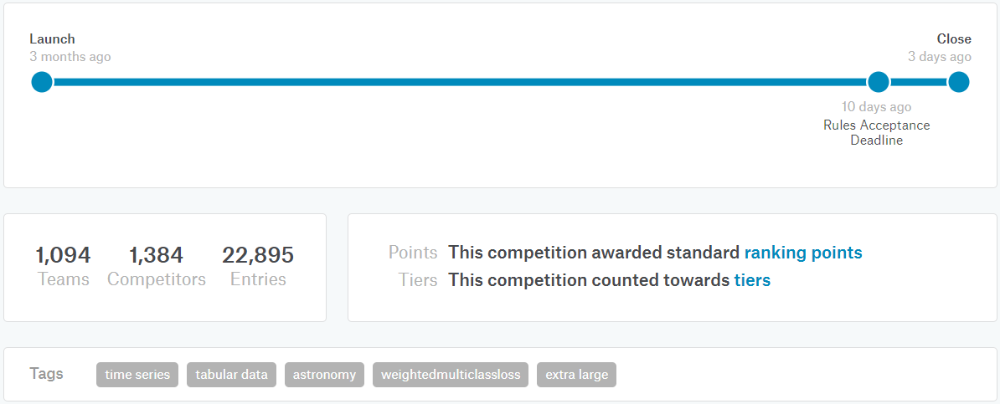 Launch
Close
3 months ago
3 days ago
10 days ago
Rules Acceptance
Deadline
1,094 1,384 22,895
Teams Competitors Entries
Points This competition awarded standard ranking points
Tiers This competition counted towards tiers
Tags time series tabular data astronomy weightedmulticlassloss extra large